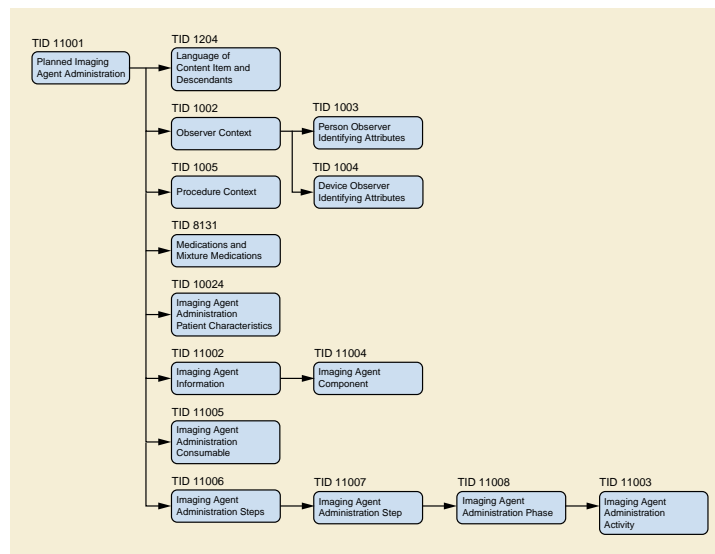 TID 11001
Planned Imaging
Agent Administration
TID 1204
Language of
Content Item and
Descendants
TID 1002
Observer Context
TID 1003
Person Observer
Identifying Attributes
TID 1004
Device Observer
Identifying Attributes
TID 1005
Procedure Context
TID 8131
Medications and
Mixture Medications
TID 10024
Imaging Agent
Administration
Patient Characteristics
TID 11002
Imaging Agent
Information
TID 11004
Imaging Agent
Component
TID 11005
Imaging Agent
Administration
Consumable
TID 11006
Imaging Agent
Administration Steps
TID 11007
Imaging Agent
Administration Step
TID 11008
Imaging Agent
Administration Phase
TID 11003
Imaging Agent
Administration
Activity